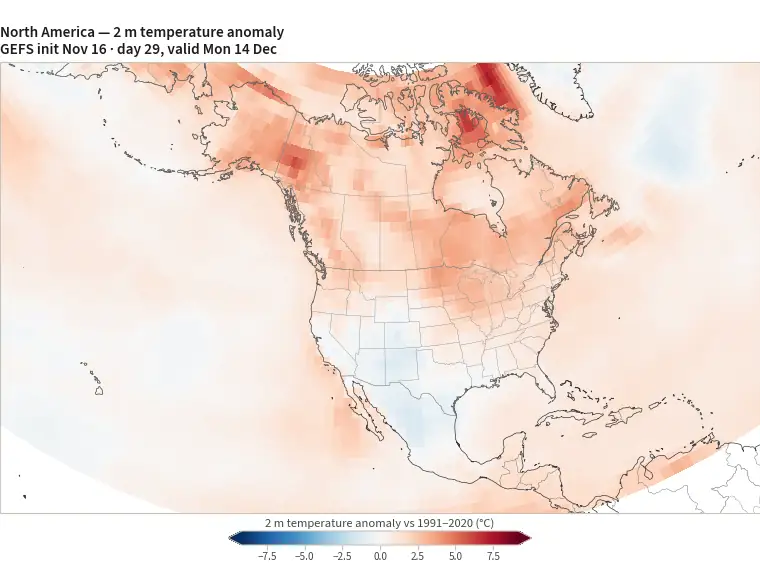 North America — 2 m temperature anomaly
GEFS init Nov 16 · day 29, valid Mon 14 Dec
2 m temperature anomaly vs 1991–2020 (°C)
−7.5 −5.0 −2.5 0.0 2.5 5.0 7.5